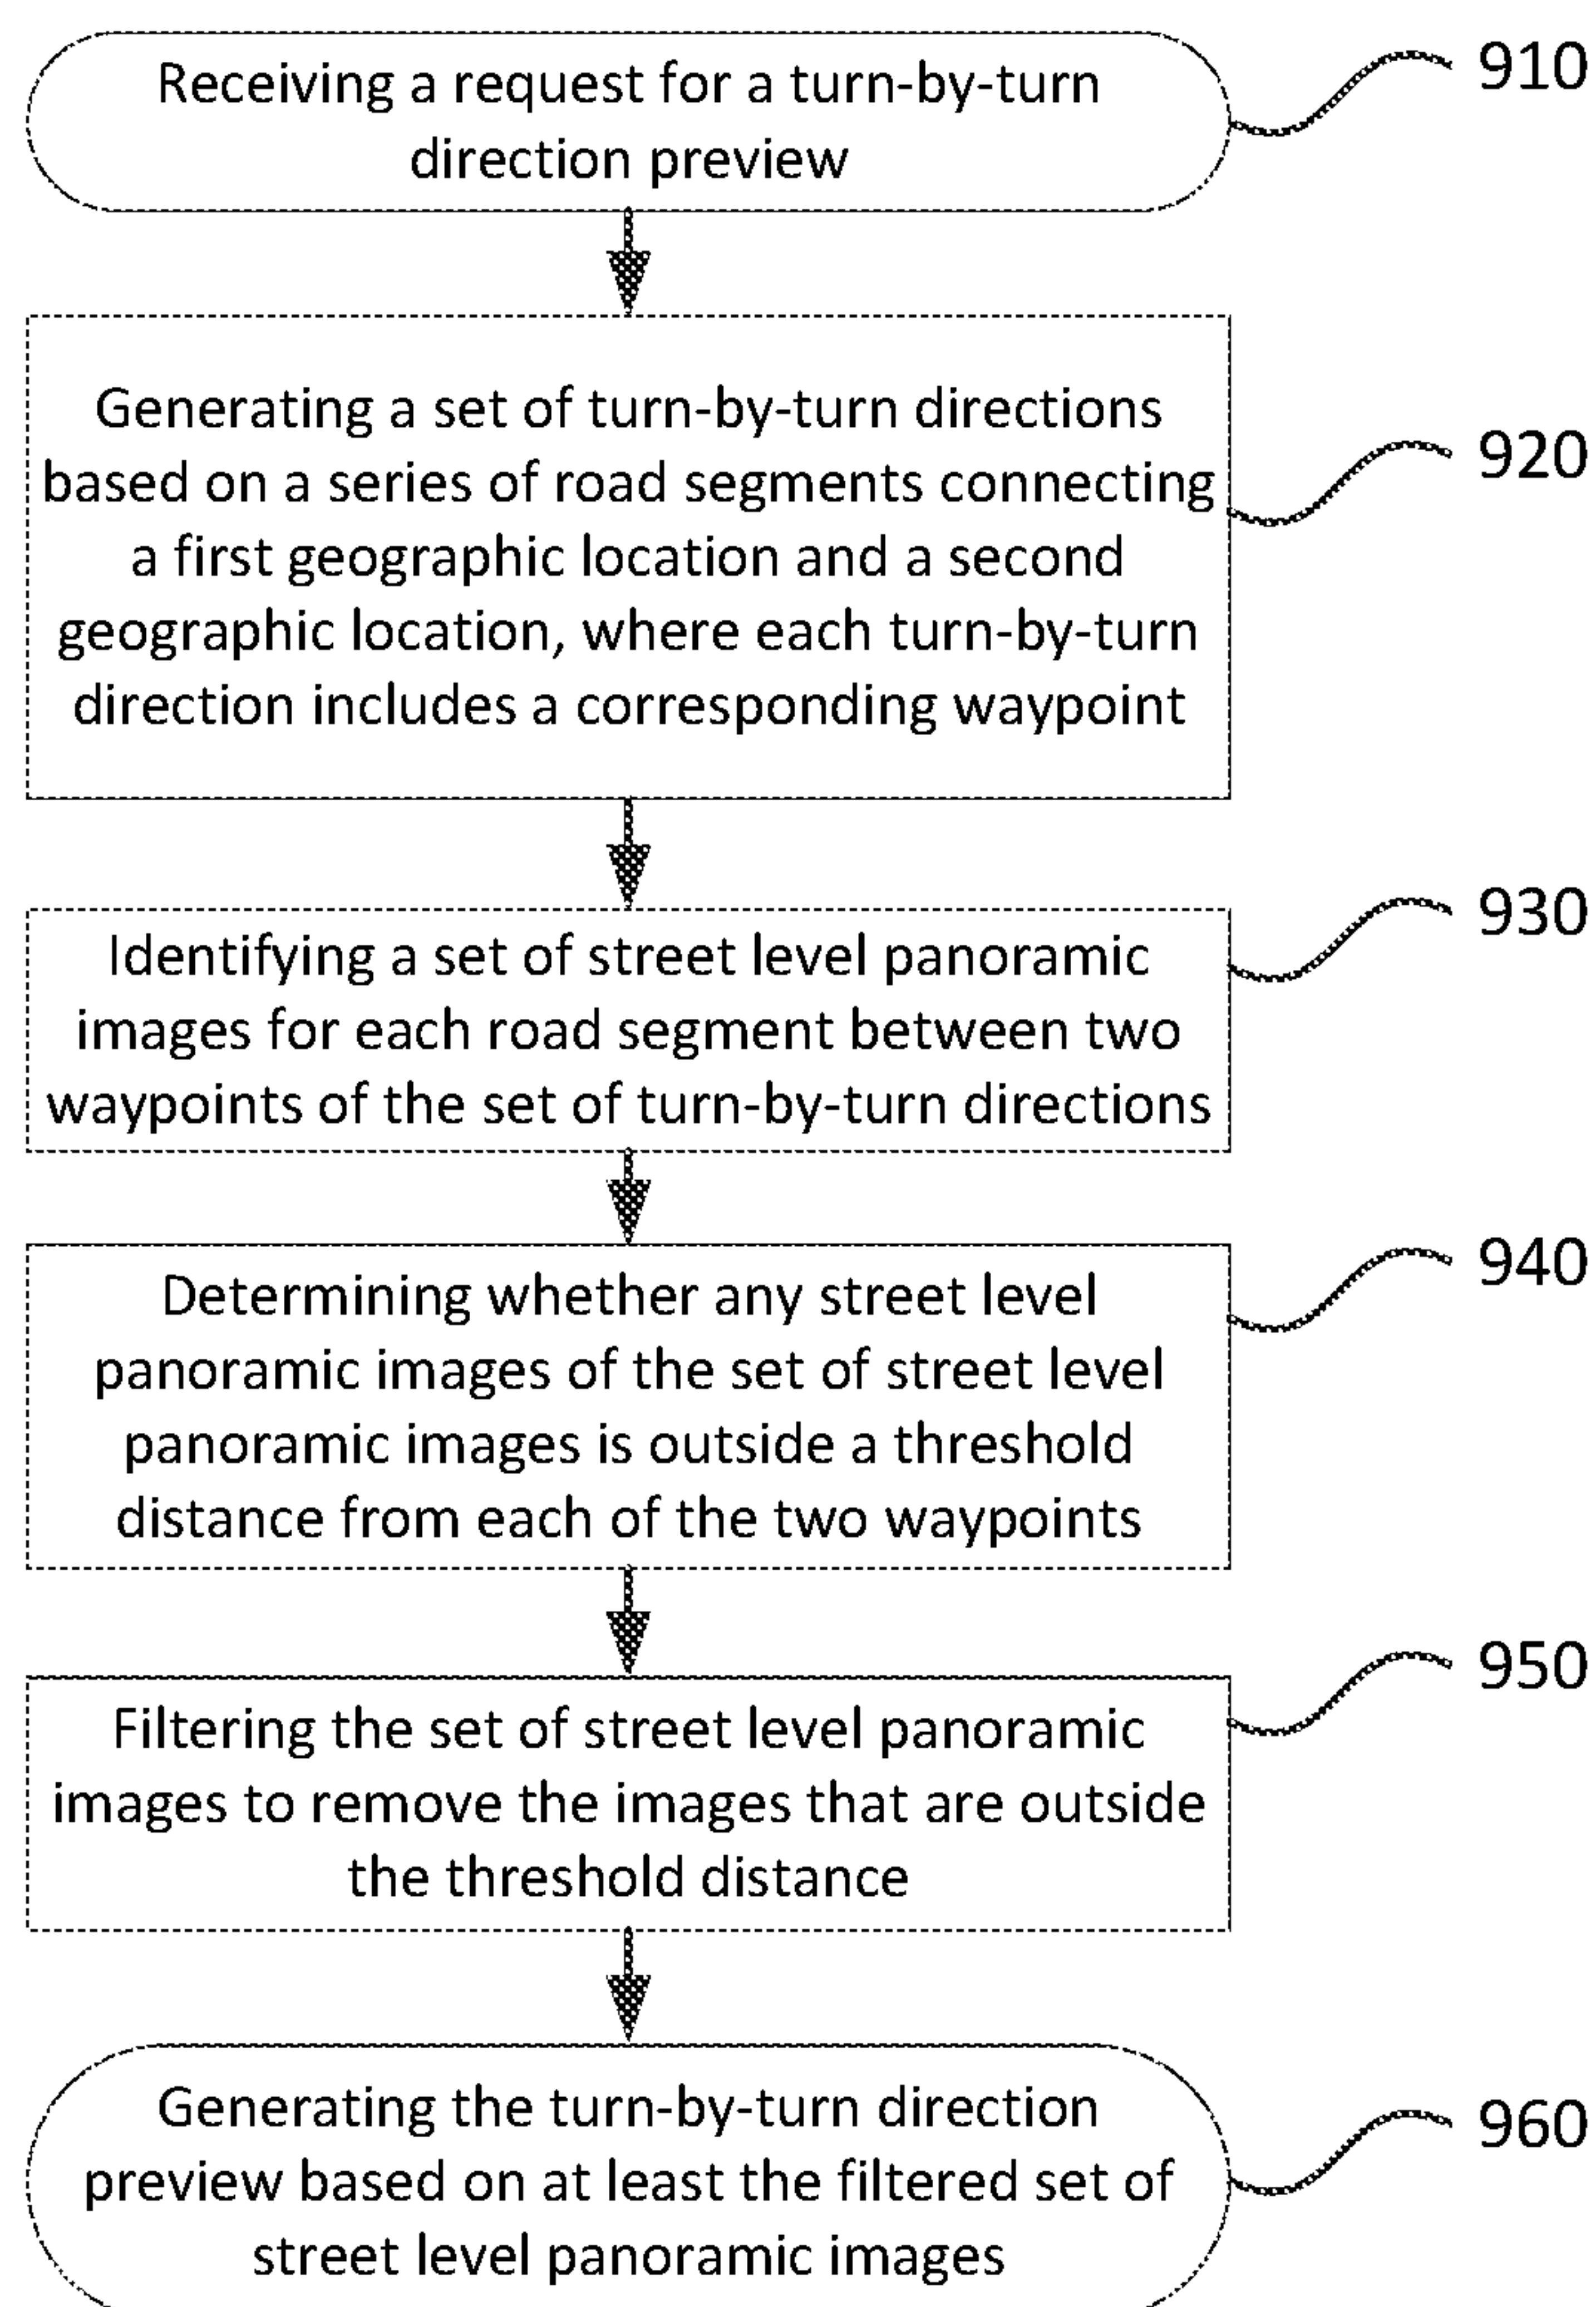 Receiving a request for a turn-by-turn
direction preview
910
Generating a set of turn-by-turn directions
based on a series of road segments connecting
a first geographic location and a second
geographic location, where each turn-by-turn
direction includes a corresponding waypoint
920
Identifying a set of street level panoramic
images for each road segment between two
waypoints of the set of turn-by-turn directions
930
Determining whether any street level
panoramic images of the set of street level
panoramic images is outside a threshold
distance from each of the two waypoints
940
Filtering the set of street level panoramic
images to remove the images that are outside
the threshold distance
950
Generating the turn-by-turn direction
preview based on at least the filtered set of
street level panoramic images
960